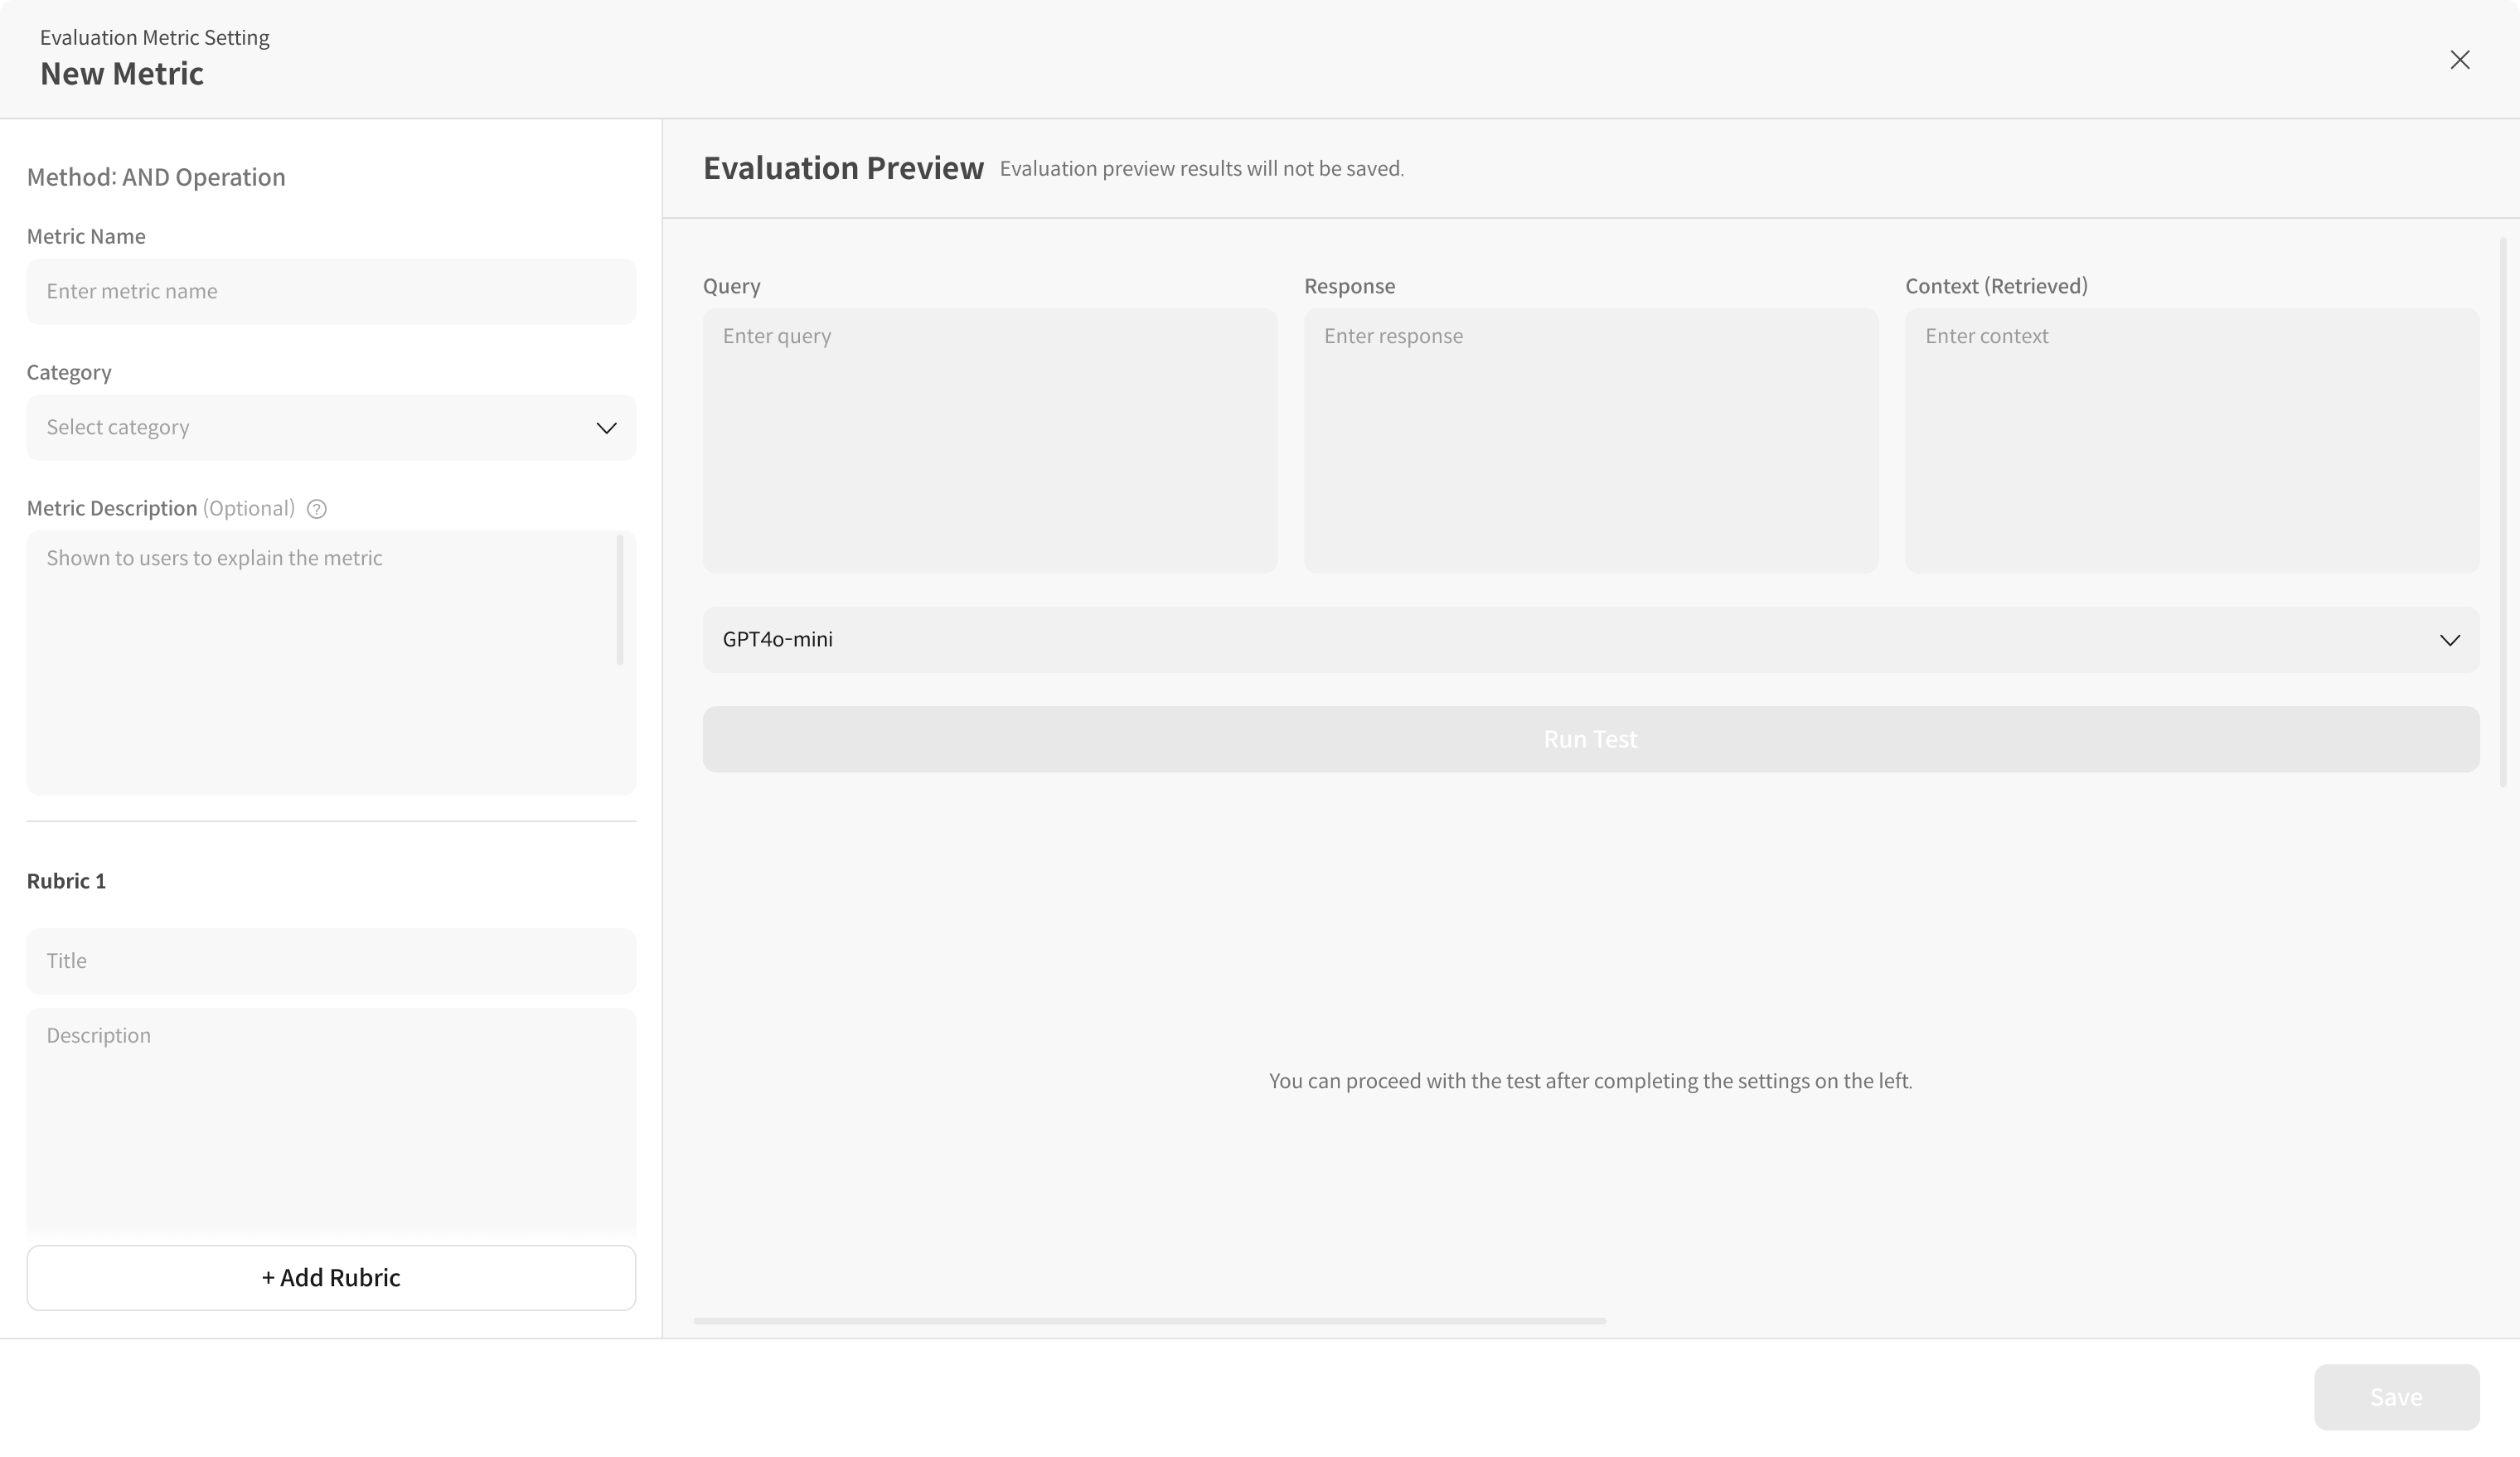 Evaluation Metric Setting
New Metric
Method: AND Operation
Metric Name
Enter metric name
Category
Select category
Metric Description (Optional) ?
Shown to users to explain the metric
Rubric 1
Title
Description
+ Add Rubric
Evaluation Preview Evaluation preview results will not be saved.
Query
Enter query
Response
Enter response
Context (Retrieved)
Enter context
GPT4o-mini
Run Test
You can proceed with the test after completing the settings on the left.
Save